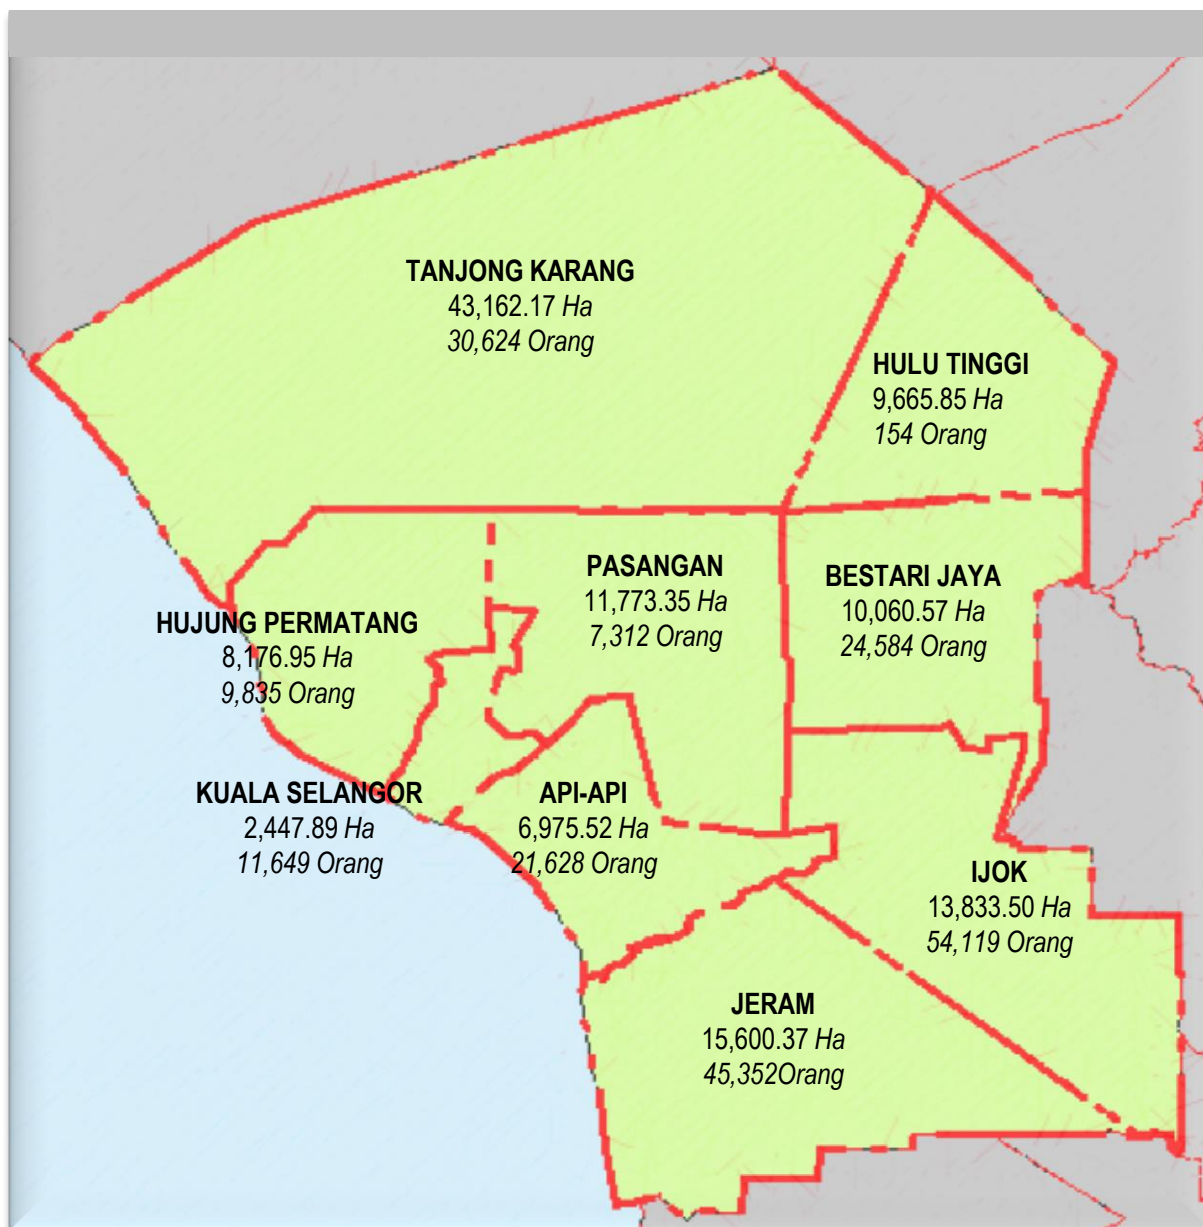 TANJONG KARANG
43,162.17 Ha
30,624 Orang
HULU TINGGI
9,665.85 Ha
154 Orang
PASANGAN
11,773.35 Ha
7,312 Orang
BESTARI JAYA
10,060.57 Ha
24,584 Orang
HUJUNG PERMATANG
8,176.95 Ha
9,835 Orang
KUALA SELANGOR
2,447.89 Ha
11,649 Orang
API-API
6,975.52 Ha
21,628 Orang
IJOK
13,833.50 Ha
54,119 Orang
JERAM
15,600.37 Ha
45,352Orang